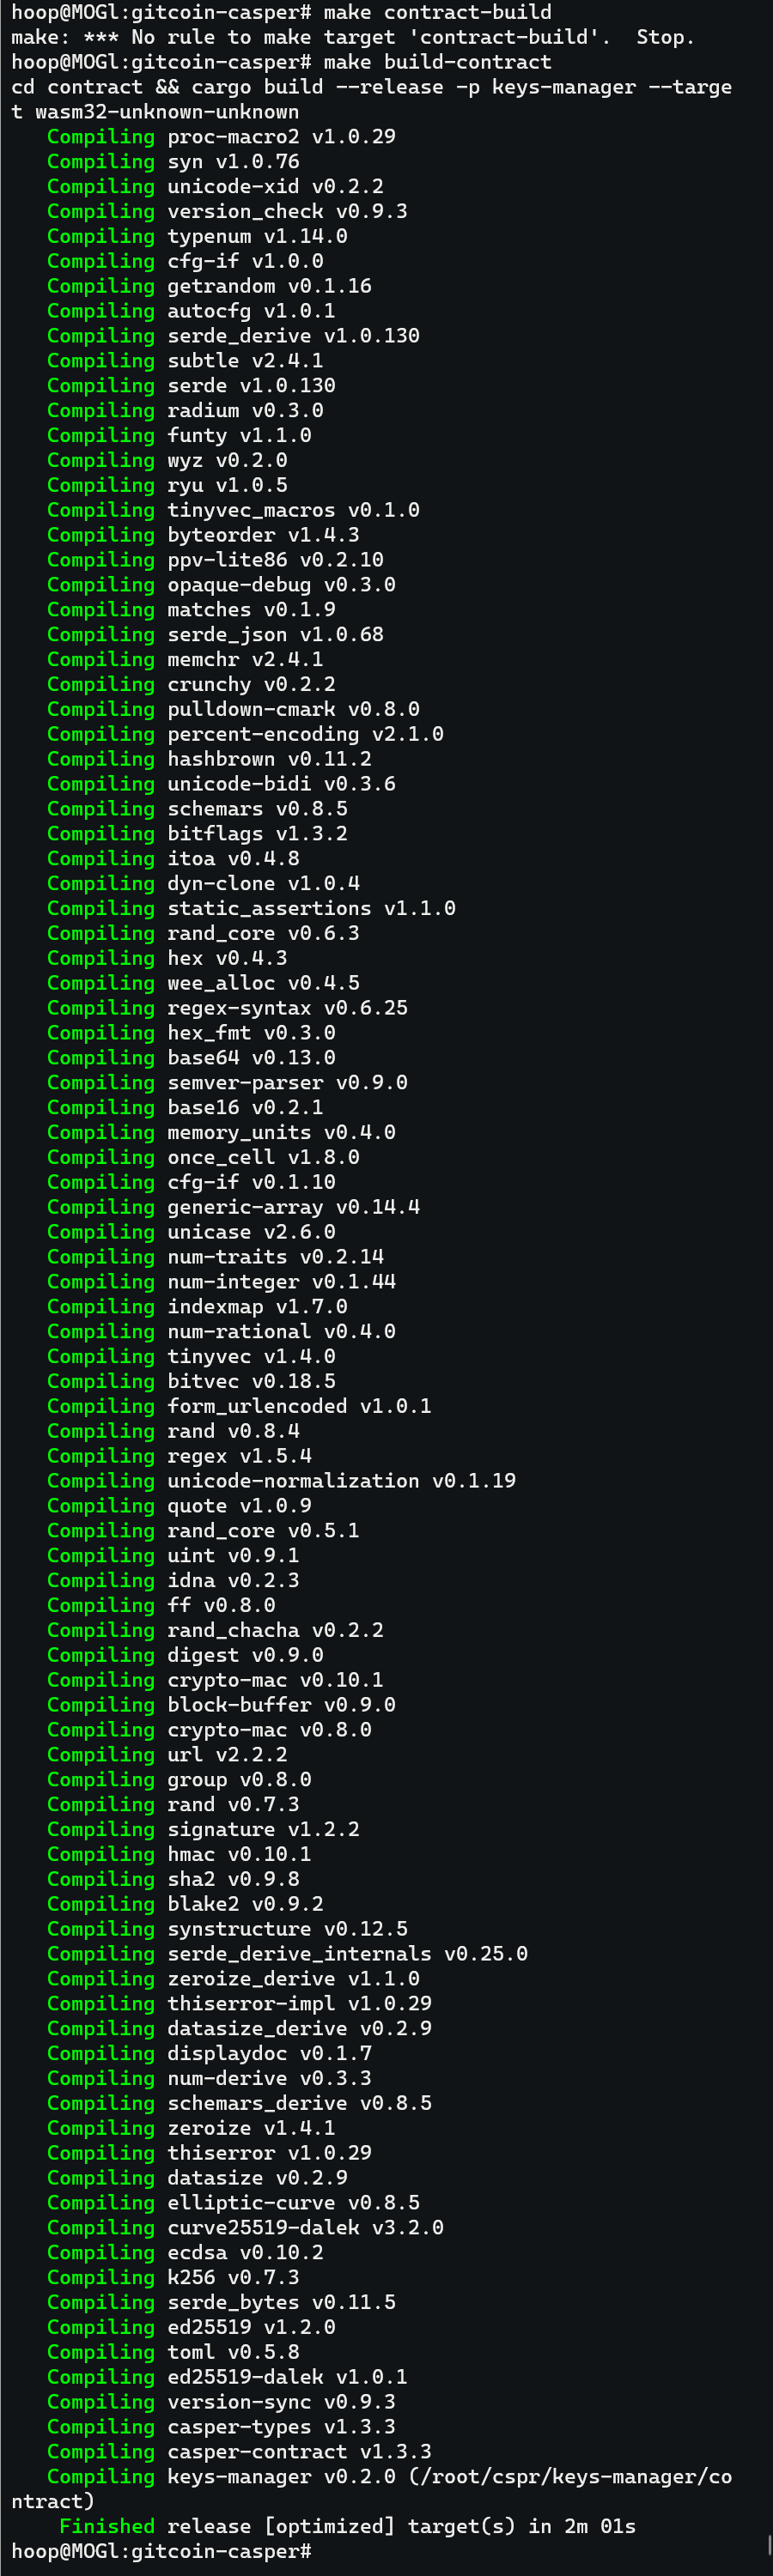 hoop@MOGl:gitcoin-casper# make contract-build
make: *** No rule to make target 'contract-build'.  Stop.
hoop@MOGl:gitcoin-casper# make build-contract
cd contract && cargo build --release -p keys-manager --targe
t wasm32-unknown-unknown
   Compiling proc-macro2 v1.0.29
   Compiling syn v1.0.76
   Compiling unicode-xid v0.2.2
   Compiling version_check v0.9.3
   Compiling typenum v1.14.0
   Compiling cfg-if v1.0.0
   Compiling getrandom v0.1.16
   Compiling autocfg v1.0.1
   Compiling serde_derive v1.0.130
   Compiling subtle v2.4.1
   Compiling serde v1.0.130
   Compiling radium v0.3.0
   Compiling funty v1.1.0
   Compiling wyz v0.2.0
   Compiling ryu v1.0.5
   Compiling tinyvec_macros v0.1.0
   Compiling byteorder v1.4.3
   Compiling ppv-lite86 v0.2.10
   Compiling opaque-debug v0.3.0
   Compiling matches v0.1.9
   Compiling serde_json v1.0.68
   Compiling memchr v2.4.1
   Compiling crunchy v0.2.2
   Compiling pulldown-cmark v0.8.0
   Compiling percent-encoding v2.1.0
   Compiling hashbrown v0.11.2
   Compiling unicode-bidi v0.3.6
   Compiling schemars v0.8.5
   Compiling bitflags v1.3.2
   Compiling itoa v0.4.8
   Compiling dyn-clone v1.0.4
   Compiling static_assertions v1.1.0
   Compiling rand_core v0.6.3
   Compiling hex v0.4.3
   Compiling wee_alloc v0.4.5
   Compiling regex-syntax v0.6.25
   Compiling hex_fmt v0.3.0
   Compiling base64 v0.13.0
   Compiling semver-parser v0.9.0
   Compiling base16 v0.2.1
   Compiling memory_units v0.4.0
   Compiling once_cell v1.8.0
   Compiling cfg-if v0.1.10
   Compiling generic-array v0.14.4
   Compiling unicase v2.6.0
   Compiling num-traits v0.2.14
   Compiling num-integer v0.1.44
   Compiling indexmap v1.7.0
   Compiling num-rational v0.4.0
   Compiling tinyvec v1.4.0
   Compiling bitvec v0.18.5
   Compiling form_urlencoded v1.0.1
   Compiling rand v0.8.4
   Compiling regex v1.5.4
   Compiling unicode-normalization v0.1.19
   Compiling quote v1.0.9
   Compiling rand_core v0.5.1
   Compiling uint v0.9.1
   Compiling idna v0.2.3
   Compiling ff v0.8.0
   Compiling rand_chacha v0.2.2
   Compiling digest v0.9.0
   Compiling crypto-mac v0.10.1
   Compiling block-buffer v0.9.0
   Compiling crypto-mac v0.8.0
   Compiling url v2.2.2
   Compiling group v0.8.0
   Compiling rand v0.7.3
   Compiling signature v1.2.2
   Compiling hmac v0.10.1
   Compiling sha2 v0.9.8
   Compiling blake2 v0.9.2
   Compiling synstructure v0.12.5
   Compiling serde_derive_internals v0.25.0
   Compiling zeroize_derive v1.1.0
   Compiling thiserror-impl v1.0.29
   Compiling datasize_derive v0.2.9
   Compiling displaydoc v0.1.7
   Compiling num-derive v0.3.3
   Compiling schemars_derive v0.8.5
   Compiling zeroize v1.4.1
   Compiling thiserror v1.0.29
   Compiling datasize v0.2.9
   Compiling elliptic-curve v0.8.5
   Compiling curve25519-dalek v3.2.0
   Compiling ecdsa v0.10.2
   Compiling k256 v0.7.3
   Compiling serde_bytes v0.11.5
   Compiling ed25519 v1.2.0
   Compiling toml v0.5.8
   Compiling ed25519-dalek v1.0.1
   Compiling version-sync v0.9.3
   Compiling casper-types v1.3.3
   Compiling casper-contract v1.3.3
   Compiling keys-manager v0.2.0 (/root/cspr/keys-manager/co
ntract)
    Finished release [optimized] target(s) in 2m 01s
hoop@MOGl:gitcoin-casper#